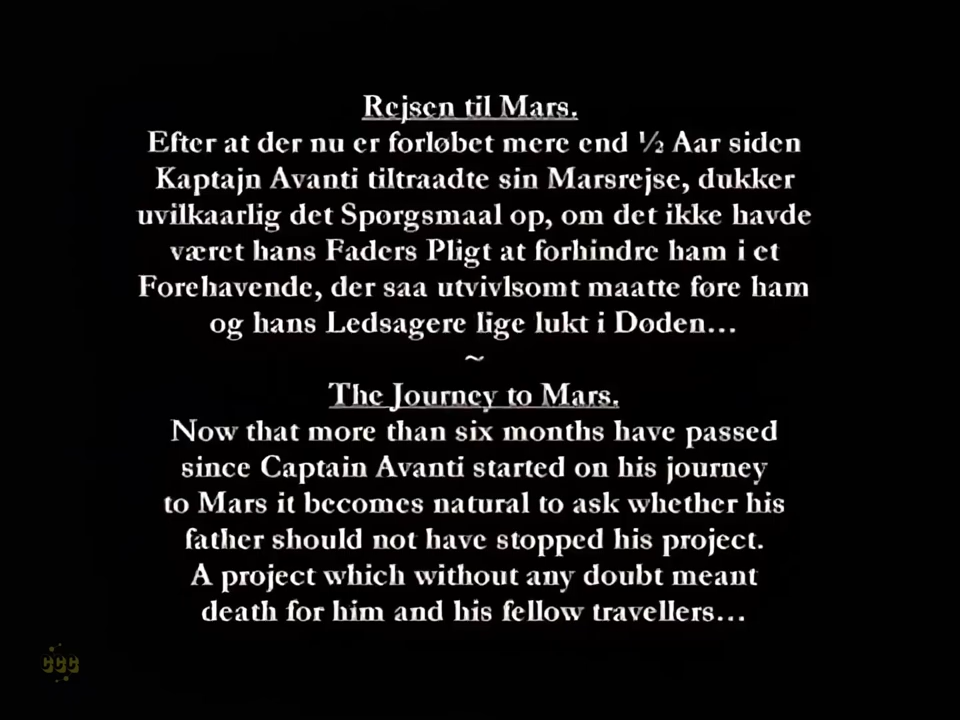 Rejsen til Mars.
Efter at der nu er forløbet mere end ½ Aar siden
Kaptajn Avanti tiltraadte sin Marsrejse, dukker
uvilkaarlig det Spørgsmaal op, om det ikke havde
været hans Faders Pligt at forhindre ham i et
Forehavende, der saa utvivlsomt maatte føre ham
og hans Ledsagere lige lukt i Døden...
~
The Journey to Mars.
Now that more than six months have passed
since Captain Avanti started on his journey
to Mars it becomes natural to ask whether his
father should not have stopped his project.
A project which without any doubt meant
death for him and his fellow travellers...
CCC